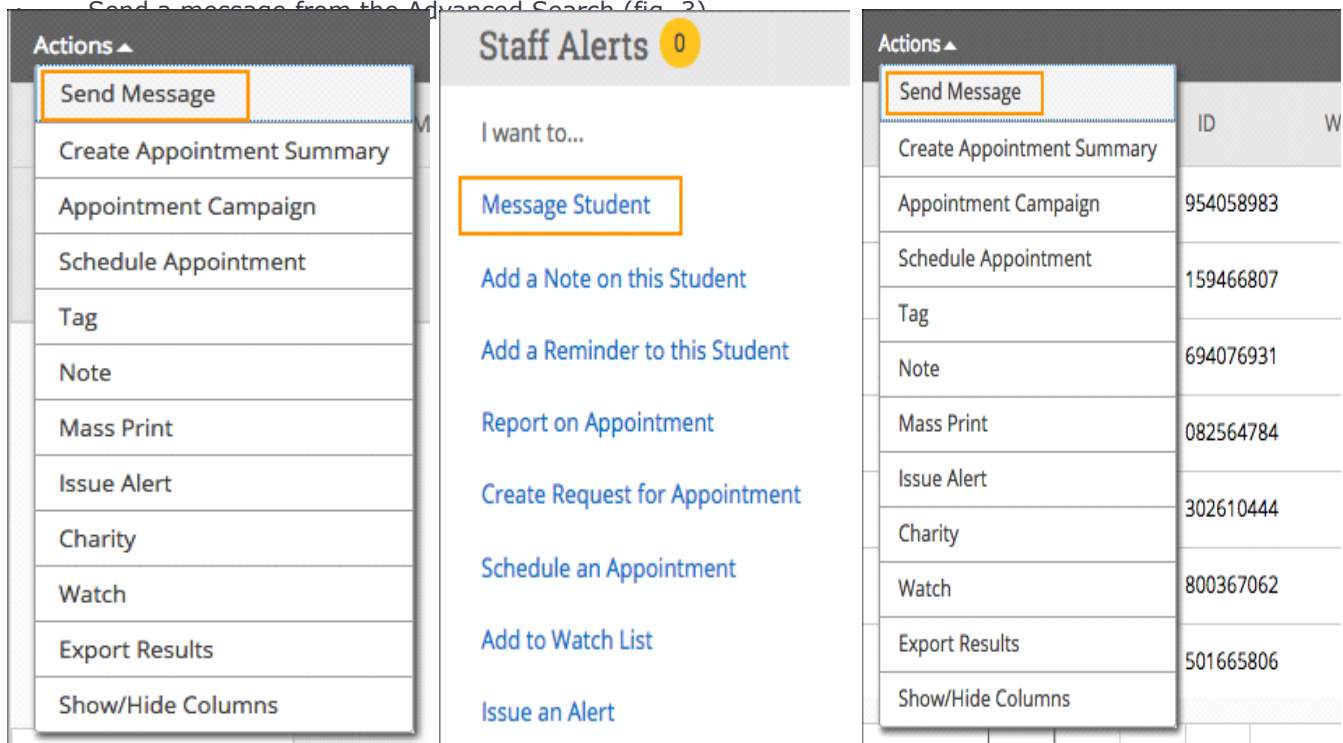 Send a message from the Advanced Search (fig. 3)
Actions
Send Message
Create Appointment Summary
Appointment Campaign
Schedule Appointment
Tag
Note
Mass Print
Issue Alert
Charity
Watch
Export Results
Show/Hide Columns
M
Staff Alerts 0
I want to...
Message Student
Add a Note on this Student
Add a Reminder to this Student
Report on Appointment
Create Request for Appointment
Schedule an Appointment
Add to Watch List
Issue an Alert
Actions
Send Message
Create Appointment Summary
Appointment Campaign
Schedule Appointment
Tag
Note
Mass Print
Issue Alert
Charity
Watch
Export Results
Show/Hide Columns
ID W
954058983
159466807
694076931
082564784
302610444
800367062
501665806